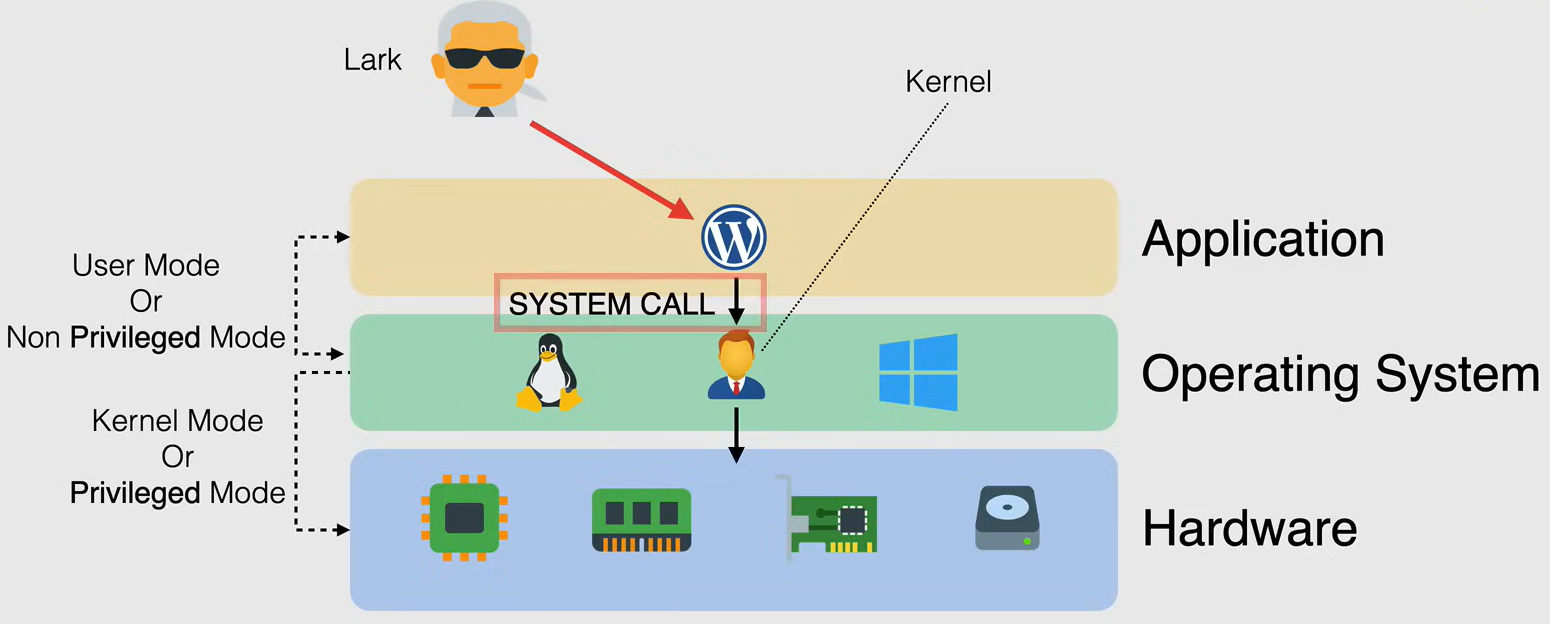 Lark
Kernel
Application
User Mode
Or
Non Privileged Mode
SYSTEM CALL
Operating System
Kernel Mode
Or
Privileged Mode
Hardware